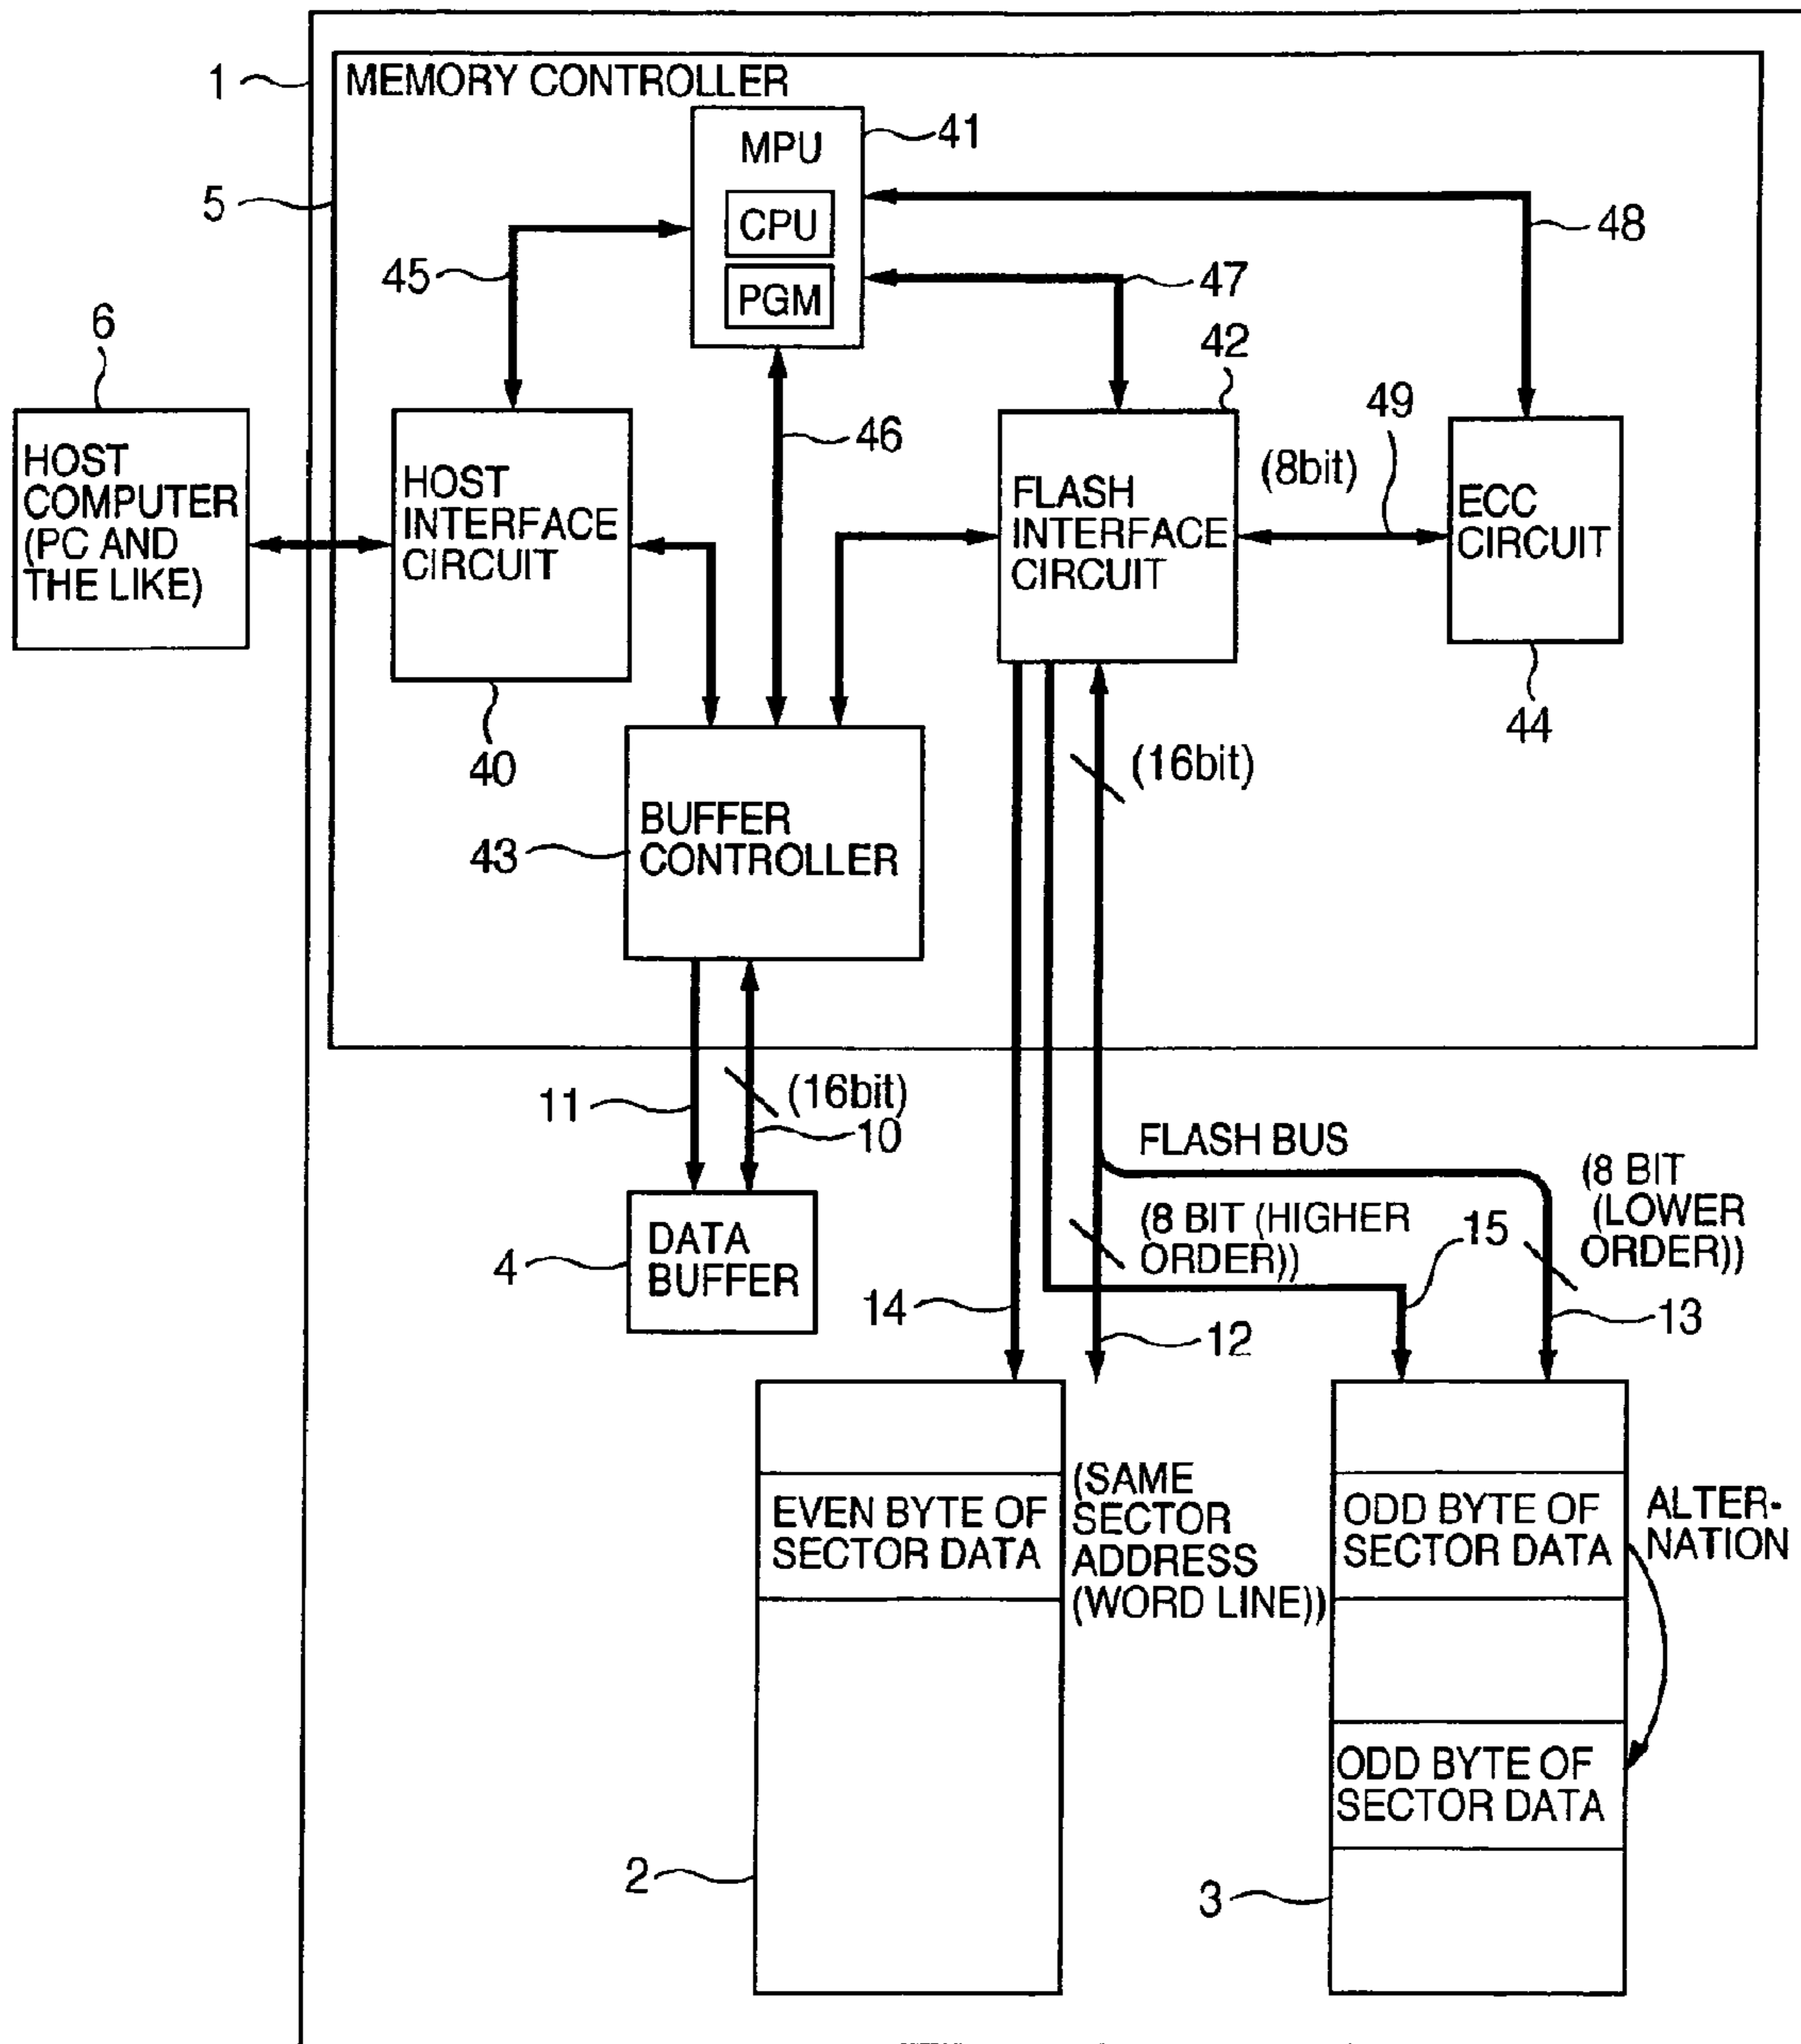 1
MEMORY CONTROLLER
5
MPU
41
CPU
PGM
45
48
47
6
42
46
49
HOST
COMPUTER
(PC AND
THE LIKE)
HOST
INTERFACE
CIRCUIT
FLASH
INTERFACE
CIRCUIT
(8bit)
ECC
CIRCUIT
40
44
(16bit)
BUFFER
CONTROLLER
43
11
(16bit)
10
FLASH BUS
(8 BIT
(LOWER
ORDER))
(8 BIT (HIGHER
ORDER))
15
4
DATA
BUFFER
14
12
13
EVEN BYTE OF
SECTOR DATA
(SAME
SECTOR
ADDRESS
(WORD LINE))
ODD BYTE OF
SECTOR DATA
ALTER-
NATION
ODD BYTE OF
SECTOR DATA
2
3